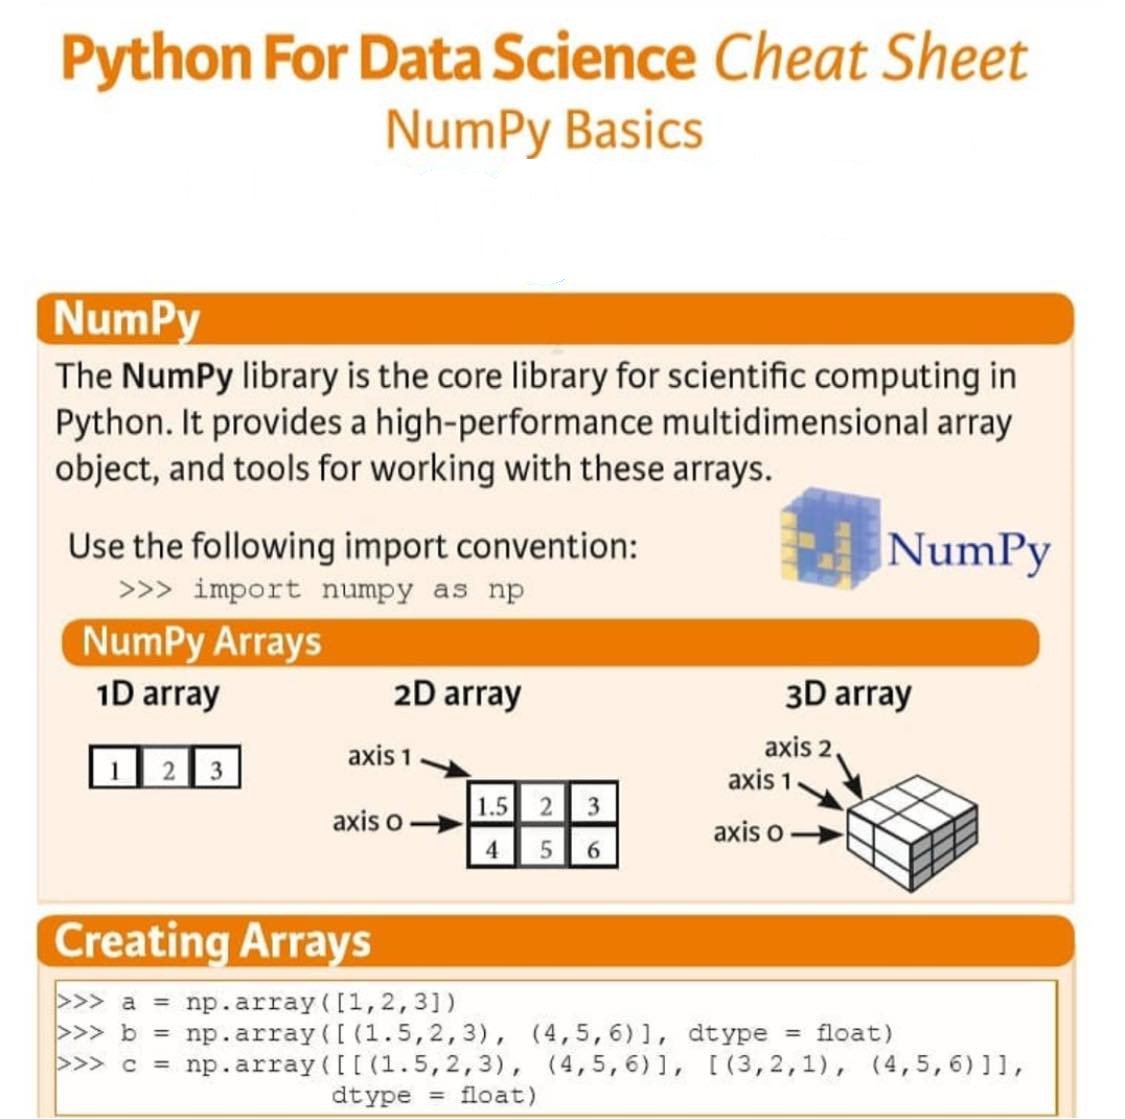 Python For Data Science Cheat Sheet
NumPy Basics
NumPy
The NumPy library is the core library for scientific computing in
Python. It provides a high-performance multidimensional array
object, and tools for working with these arrays.
Use the following import convention:
>>> import numpy as np
NumPy
NumPy Arrays
1D array
2D array
3D array
1 2 3
axis 1
axis 0
1.5 2 3
4 5 6
axis 2
axis 1
axis 0
Creating Arrays
>>> a = np.array([1,2,3])
>>> b = np.array([(1.5,2,3), (4,5,6)], dtype = float)
>>> c = np.array([[(1.5,2,3), (4,5,6)], [(3,2,1), (4,5,6)]],
dtype = float)